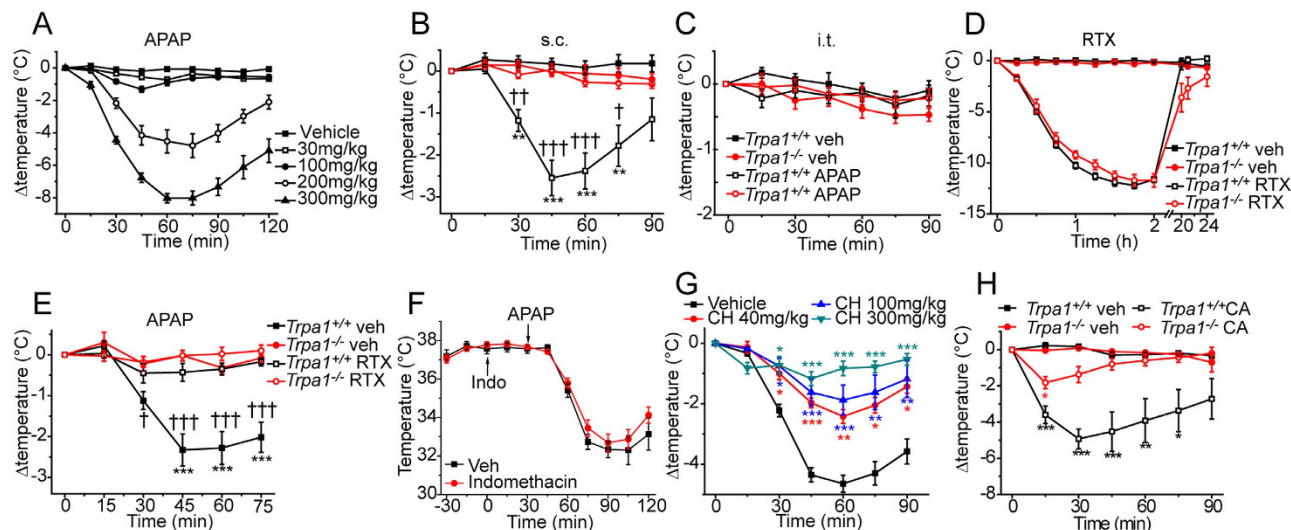 A
APAP
Δtemperature (°C)
0
-2
-4
-6
-8
Vehicle
30mg/kg
100mg/kg
200mg/kg
300mg/kg
0 30 60 90 120
Time (min)
B
s.c.
Δtemperature (°C)
0
-1
-2
-3
††
**
†††
***
†††
***
†
**
0 30 60 90
Time (min)
C
i.t.
Δtemperature (°C)
1
0
-1
-2
Trpa1+/+ veh
Trpa1-/- veh
Trpa1+/+ APAP
Trpa1+/+ APAP
0 30 60 90
Time (min)
D
RTX
Δtemperature (°C)
0
-5
-10
-15
Trpa1+/+ veh
Trpa1-/- veh
Trpa1+/+ RTX
Trpa1-/- RTX
0 1 2 20 24
Time (h)
E
APAP
Δtemperature (°C)
1
0
-1
-2
-3
Trpa1+/+ veh
Trpa1-/- veh
Trpa1+/+ RTX
Trpa1-/- RTX
†
†††
***
†††
***
†††
***
0 15 30 45 60 75
Time (min)
F
APAP
Indo
Temperature (°C)
38
36
34
32
30
Veh
Indomethacin
-30 0 30 60 90 120
Time (min)
G
Vehicle
CH 40mg/kg
CH 100mg/kg
CH 300mg/kg
Δtemperature (°C)
0
-2
-4
* *** *** *** ***
* *** *** ** **
* *** ** * *
0 30 60 90
Time (min)
H
Trpa1+/+ veh
Trpa1-/- veh
Trpa1+/+CA
Trpa1-/- CA
Δtemperature (°C)
2
0
-2
-4
-6
-8
*
*** *** *** ** *
0 30 60 90
Time (min)